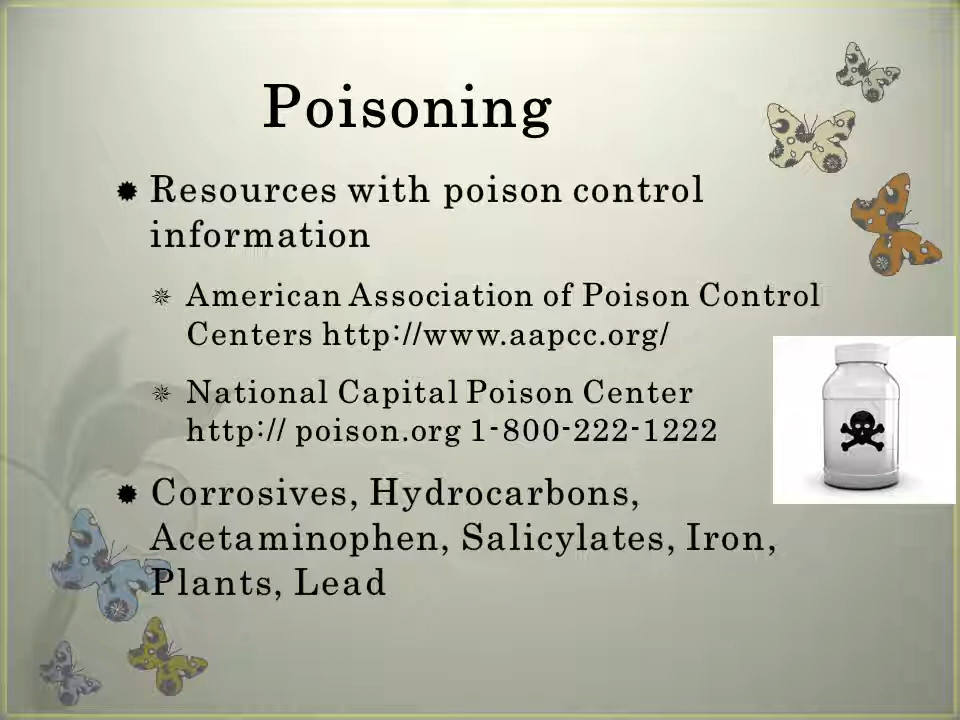 Poisoning
Resources with poison control
information
American Association of Poison Control
Centers http://www.aapcc.org/
National Capital Poison Center
http:// poison.org 1-800-222-1222
Corrosives, Hydrocarbons,
Acetaminophen, Salicylates, Iron,
Plants, Lead